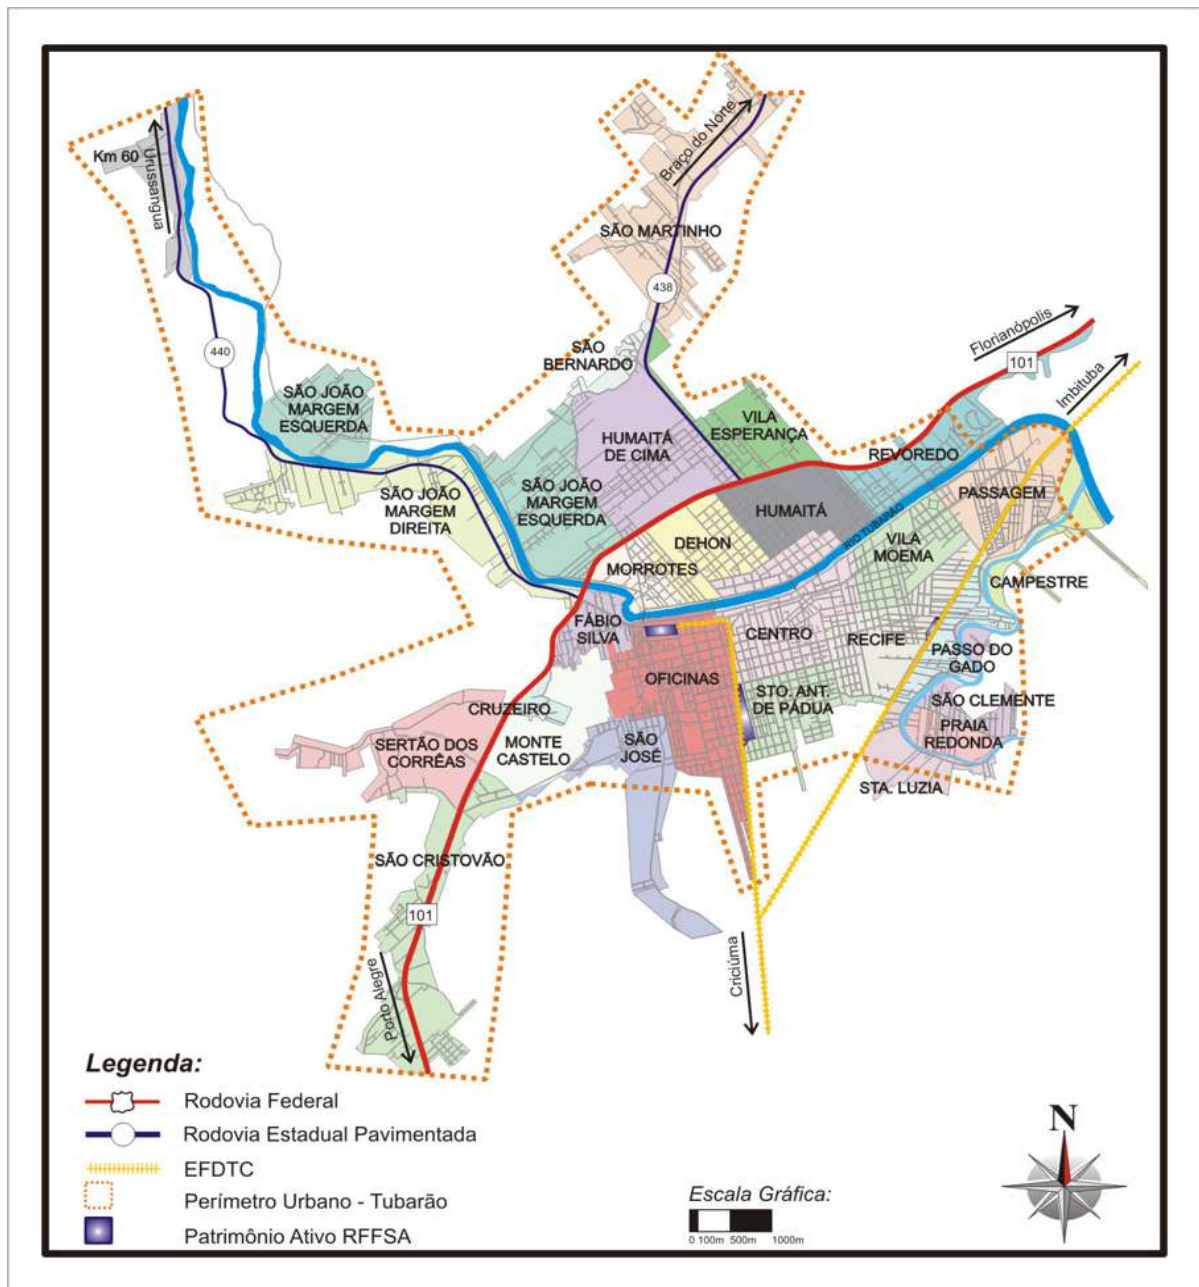 Braço do Norte
Km 60
Urussangua
SÃO MARTINHO
438
Florianópolis
101
Imbituba
440
SÃO
BERNARDO
SÃO JOÃO
MARGEM
ESQUERDA
VILA
ESPERANÇA
HUMAITÁ
DE CIMA
REVOREDO
SÃO JOÃO
MARGEM
DIREITA
SÃO JOÃO
MARGEM
ESQUERDA
PASSAGEM
HUMAITÁ
RIO TUBARÃO
DEHON
VILA
MOEMA
MORROTES
CAMPESTRE
FÁBIO
SILVA
CENTRO
RECIFE
PASSO DO
GADO
OFICINAS
STO. ANT.
DE PÁDUA
SÃO CLEMENTE
CRUZEIRO
PRAIA
REDONDA
SERTÃO DOS
CORRÊAS
MONTE
CASTELO
SÃO
JOSÉ
STA. LUZIA
SÃO CRISTOVÃO
101
Porto Alegre
Criciúma
Legenda:
Rodovia Federal
Rodovia Estadual Pavimentada
EFDTC
Perímetro Urbano - Tubarão
Patrimônio Ativo RFFSA
Escala Gráfica:
0 100m 500m 1000m
N